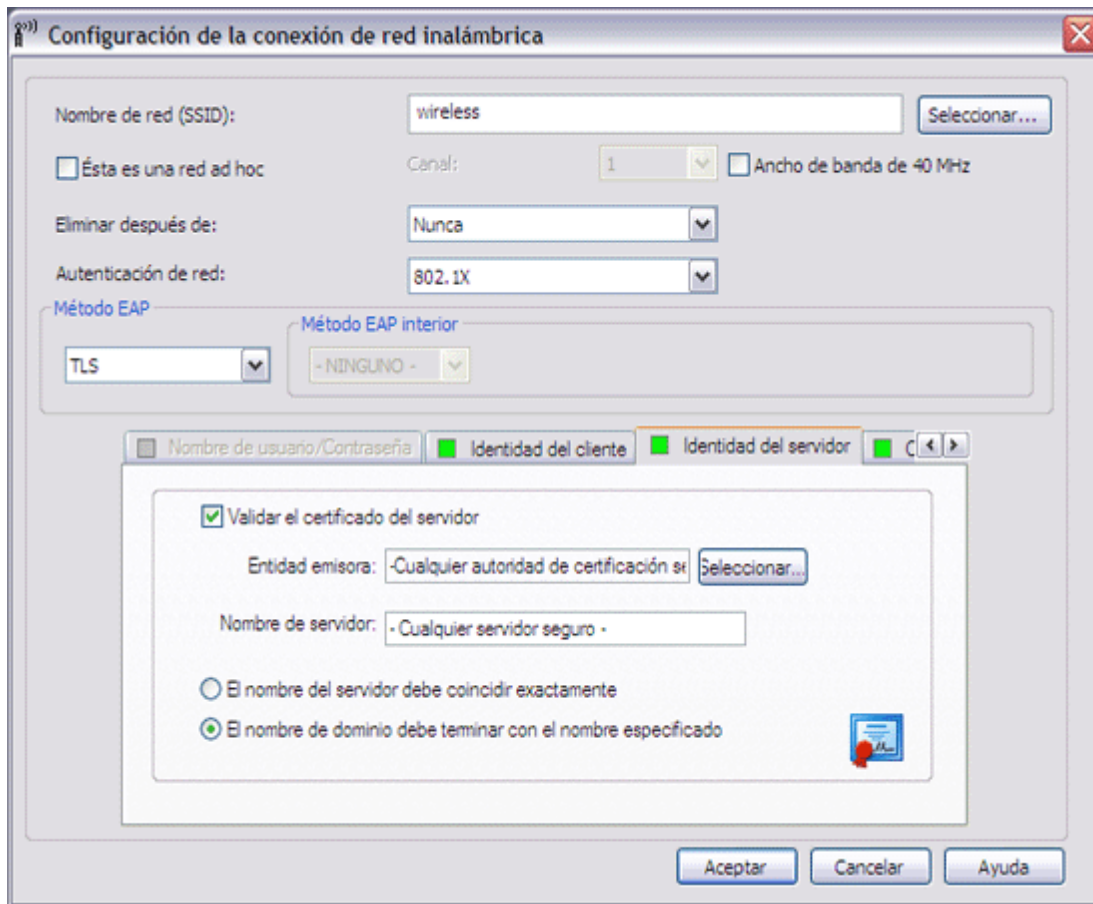 Configuración de la conexión de red inalámbrica
Nombre de red (SSID): wireless Seleccionar...
Ésta es una red ad hoc Canal: 1 Ancho de banda de 40 MHz
Eliminar después de: Nunca
Autenticación de red: 802.1X
Método EAP
Método EAP interior
TLS - NINGUNO -
Nombre de usuario/Contraseña Identidad del cliente Identidad del servidor C
Validar el certificado del servidor
Entidad emisora: -Cualquier autoridad de certificación se Seleccionar...
Nombre de servidor: - Cualquier servidor seguro -
El nombre del servidor debe coincidir exactamente
El nombre de dominio debe terminar con el nombre especificado
Aceptar Cancelar Ayuda